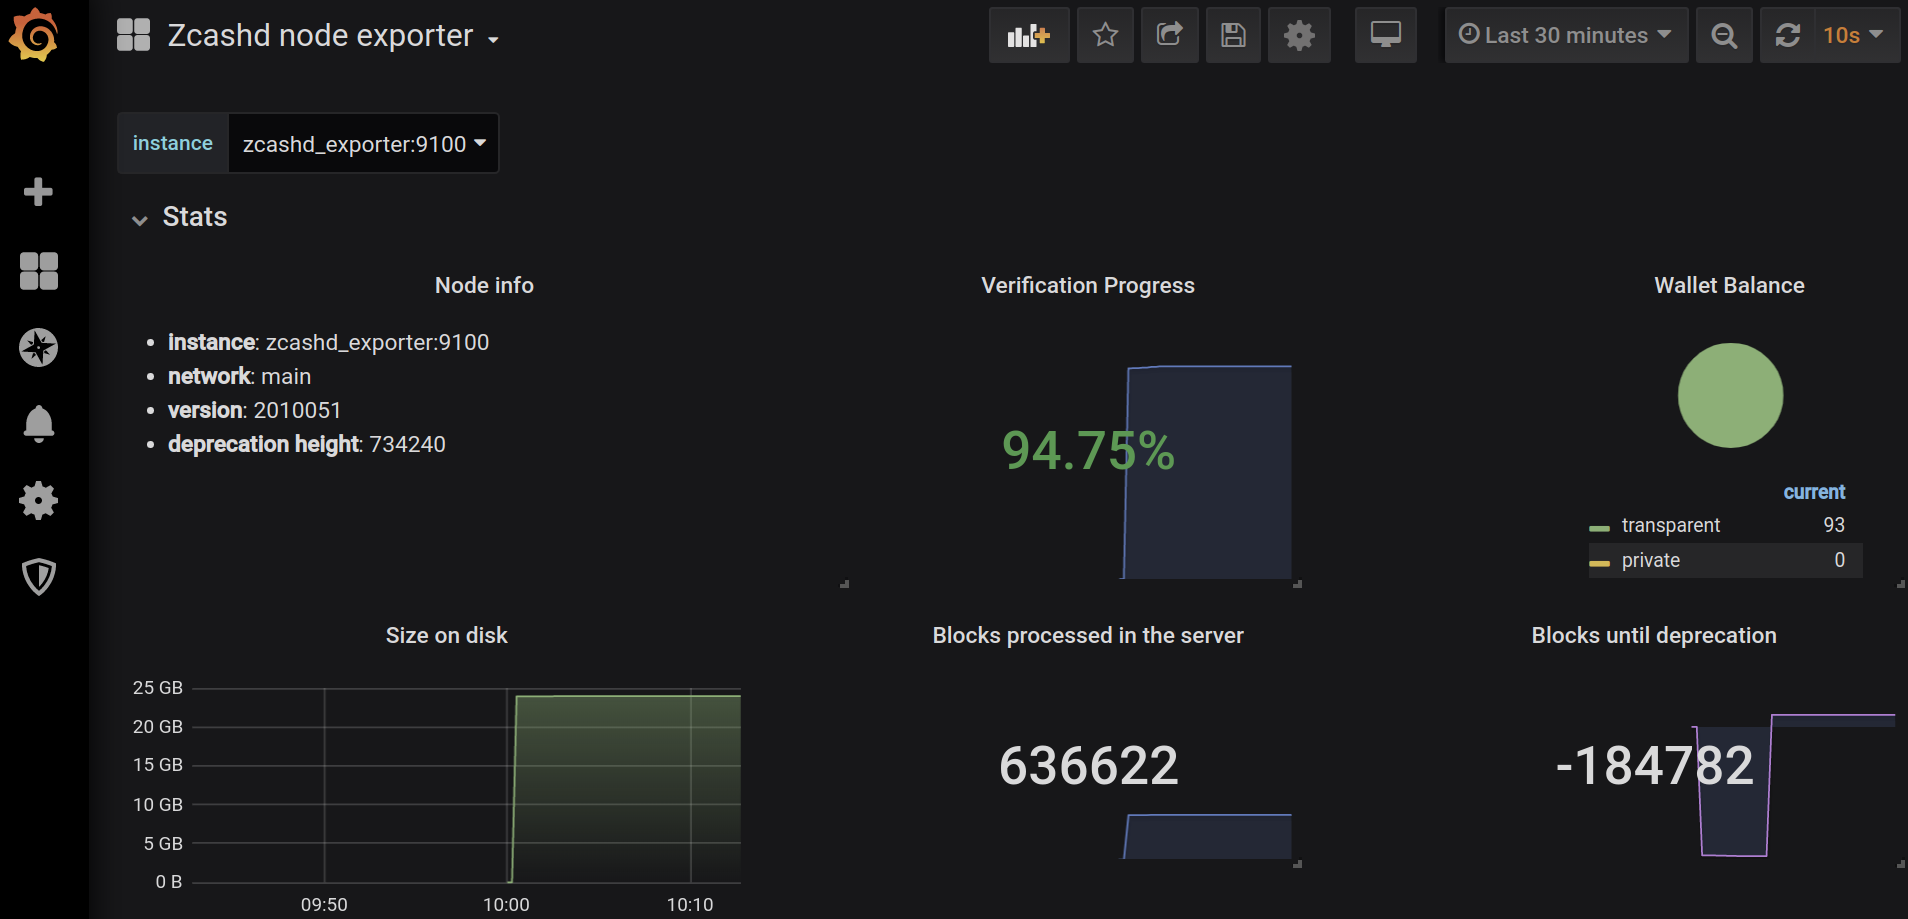 Zcashd node exporter
Last 30 minutes
10s
instance
zcashd_exporter:9100
Stats
Node info
instance: zcashd_exporter:9100
network: main
version: 2010051
deprecation height: 734240
Verification Progress
94.75%
Wallet Balance
current
transparent 93
private 0
Size on disk
25 GB
20 GB
15 GB
10 GB
5 GB
0 B
09:50 10:00 10:10
Blocks processed in the server
636622
Blocks until deprecation
-184782